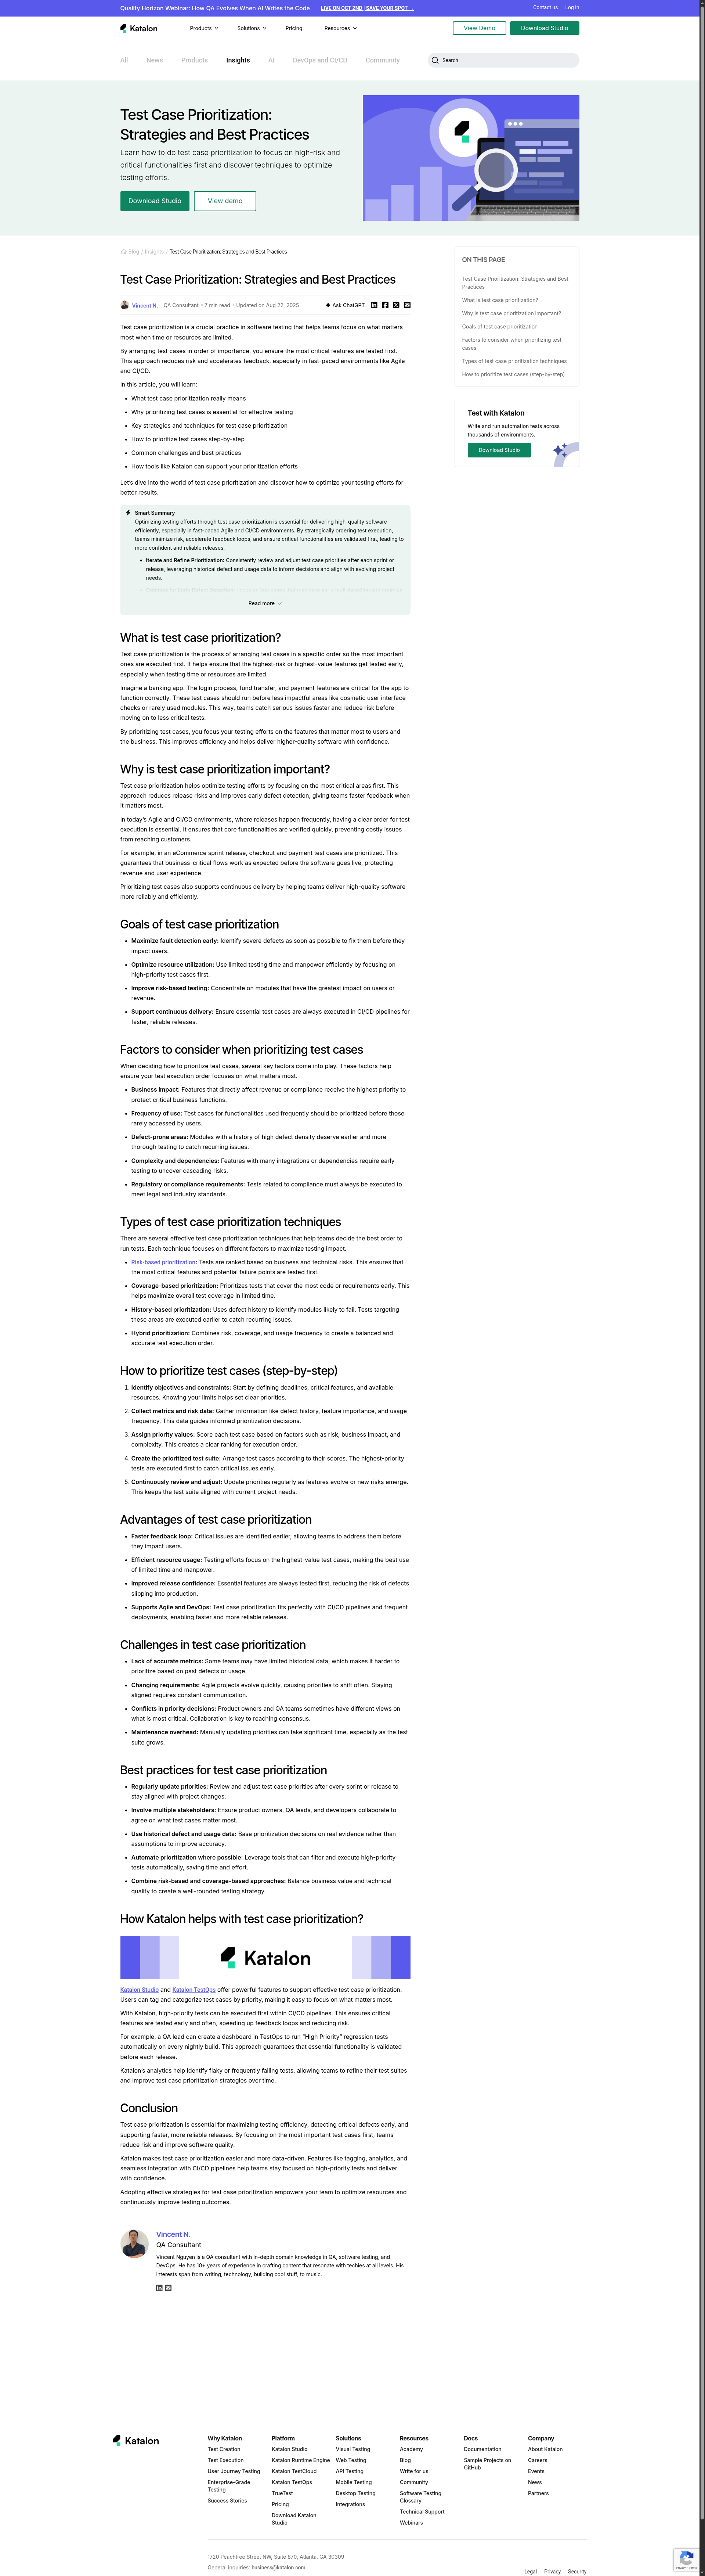 Quality Horizon Webinar: How QA Evolves When AI Writes the Code
LIVE ON OCT 2ND | SAVE YOUR SPOT →
Contact us
Log in
Katalon
Products
Solutions
Pricing
Resources
View Demo
Download Studio
All
News
Products
Insights
AI
DevOps and CI/CD
Community
Search
Test Case Prioritization:
Strategies and Best Practices
Learn how to do test case prioritization to focus on high-risk and
critical functionalities first and discover techniques to optimize
testing efforts.
Download Studio
View demo
Blog / Insights / Test Case Prioritization: Strategies and Best Practices
Test Case Prioritization: Strategies and Best Practices
Vincent N.
QA Consultant
7 min read
Updated on Aug 22, 2025
Ask ChatGPT
Test case prioritization is a crucial practice in software testing that helps teams focus on what matters
most when time or resources are limited.
By arranging test cases in order of importance, you ensure the most critical features are tested first.
This approach reduces risk and accelerates feedback, especially in fast-paced environments like Agile
and CI/CD.
In this article, you will learn:
• What test case prioritization really means
• Why prioritizing test cases is essential for effective testing
• Key strategies and techniques for test case prioritization
• How to prioritize test cases step-by-step
• Common challenges and best practices
• How tools like Katalon can support your prioritization efforts
Let's dive into the world of test case prioritization and discover how to optimize your testing efforts for
better results.
Smart Summary
Optimizing testing efforts through test case prioritization is essential for delivering high-quality software
efficiently, especially in fast-paced Agile and CI/CD environments. By strategically ordering test execution,
teams minimize risk, accelerate feedback loops, and ensure critical functionalities are validated first, leading to
more confident and reliable releases.
• Iterate and Refine Prioritization: Consistently review and adjust test case priorities after each sprint or
release, leveraging historical defect and usage data to inform decisions and align with evolving project
needs.
Read more
What is test case prioritization?
Test case prioritization is the process of arranging test cases in a specific order so the most important
ones are executed first. It helps ensure that the highest-risk or highest-value features get tested early,
especially when testing time or resources are limited.
Imagine a banking app. The login process, fund transfer, and payment features are critical for the app to
function correctly. These test cases should run before less impactful areas like cosmetic user interface
checks or rarely used modules. This way, teams catch serious issues faster and reduce risk before
moving on to less critical tests.
By prioritizing test cases, you focus your testing efforts on the features that matter most to users and
the business. This improves efficiency and helps deliver higher-quality software with confidence.
Why is test case prioritization important?
Test case prioritization helps optimize testing efforts by focusing on the most critical areas first. This
approach reduces release risks and improves early defect detection, giving teams faster feedback when
it matters most.
In today's Agile and CI/CD environments, where releases happen frequently, having a clear order for test
execution is essential. It ensures that core functionalities are verified quickly, preventing costly issues
from reaching customers.
For example, in an eCommerce sprint release, checkout and payment test cases are prioritized. This
guarantees that business-critical flows work as expected before the software goes live, protecting
revenue and user experience.
Prioritizing test cases also supports continuous delivery by helping teams deliver high-quality software
more reliably and efficiently.
Goals of test case prioritization
• Maximize fault detection early: Identify severe defects as soon as possible to fix them before they
impact users.
• Optimize resource utilization: Use limited testing time and manpower efficiently by focusing on
high-priority test cases first.
• Improve risk-based testing: Concentrate on modules that have the greatest impact on users or
revenue.
• Support continuous delivery: Ensure essential test cases are always executed in CI/CD pipelines for
faster, reliable releases.
Factors to consider when prioritizing test cases
When deciding how to prioritize test cases, several key factors come into play. These factors help
ensure your test execution order focuses on what matters most.
• Business impact: Features that directly affect revenue or compliance receive the highest priority to
protect critical business functions.
• Frequency of use: Test cases for functionalities used frequently should be prioritized before those
rarely accessed by users.
• Defect-prone areas: Modules with a history of high defect density deserve earlier and more
thorough testing to catch recurring issues.
• Complexity and dependencies: Features with many integrations or dependencies require early
testing to uncover cascading risks.
• Regulatory or compliance requirements: Tests related to compliance must always be executed to
meet legal and industry standards.
Types of test case prioritization techniques
There are several effective test case prioritization techniques that help teams decide the best order to
run tests. Each technique focuses on different factors to maximize testing impact.
• Risk-based prioritization: Tests are ranked based on business and technical risks. This ensures that
the most critical features and potential failure points are tested first.
• Coverage-based prioritization: Prioritizes tests that cover the most code or requirements early. This
helps maximize overall test coverage in limited time.
• History-based prioritization: Uses defect history to identify modules likely to fail. Tests targeting
these areas are executed earlier to catch recurring issues.
• Hybrid prioritization: Combines risk, coverage, and usage frequency to create a balanced and
accurate test execution order.
How to prioritize test cases (step-by-step)
1. Identify objectives and constraints: Start by defining deadlines, critical features, and available
resources. Knowing your limits helps set clear priorities.
2. Collect metrics and risk data: Gather information like defect history, feature importance, and usage
frequency. This data guides informed prioritization decisions.
3. Assign priority values: Score each test case based on factors such as risk, business impact, and
complexity. This creates a clear ranking for execution order.
4. Create the prioritized test suite: Arrange test cases according to their scores. The highest-priority
tests are executed first to catch critical issues early.
5. Continuously review and adjust: Update priorities regularly as features evolve or new risks emerge.
This keeps the test suite aligned with current project needs.
Advantages of test case prioritization
• Faster feedback loop: Critical issues are identified earlier, allowing teams to address them before
they impact users.
• Efficient resource usage: Testing efforts focus on the highest-value test cases, making the best use
of limited time and manpower.
• Improved release confidence: Essential features are always tested first, reducing the risk of defects
slipping into production.
• Supports Agile and DevOps: Test case prioritization fits perfectly with CI/CD pipelines and frequent
deployments, enabling faster and more reliable releases.
Challenges in test case prioritization
• Lack of accurate metrics: Some teams may have limited historical data, which makes it harder to
prioritize based on past defects or usage.
• Changing requirements: Agile projects evolve quickly, causing priorities to shift often. Staying
aligned requires constant communication.
• Conflicts in priority decisions: Product owners and QA teams sometimes have different views on
what is most critical. Collaboration is key to reaching consensus.
• Maintenance overhead: Manually updating priorities can take significant time, especially as the test
suite grows.
Best practices for test case prioritization
• Regularly update priorities: Review and adjust test case priorities after every sprint or release to
stay aligned with project changes.
• Involve multiple stakeholders: Ensure product owners, QA leads, and developers collaborate to
agree on what test cases matter most.
• Use historical defect and usage data: Base prioritization decisions on real evidence rather than
assumptions to improve accuracy.
• Automate prioritization where possible: Leverage tools that can filter and execute high-priority
tests automatically, saving time and effort.
• Combine risk-based and coverage-based approaches: Balance business value and technical
quality to create a well-rounded testing strategy.
How Katalon helps with test case prioritization?
Katalon
Katalon Studio and Katalon TestOps offer powerful features to support effective test case prioritization.
Users can tag and categorize test cases by priority, making it easy to focus on what matters most.
With Katalon, high-priority tests can be executed first within CI/CD pipelines. This ensures critical
features are tested early and often, speeding up feedback loops and reducing risk.
For example, a QA lead can create a dashboard in TestOps to run "High Priority" regression tests
automatically on every nightly build. This approach guarantees that essential functionality is validated
before each release.
Katalon's analytics help identify flaky or frequently failing tests, allowing teams to refine their test suites
and improve test case prioritization strategies over time.
Conclusion
Test case prioritization is essential for maximizing testing efficiency, detecting critical defects early, and
supporting faster, more reliable releases. By focusing on the most important test cases first, teams
reduce risk and improve software quality.
Katalon makes test case prioritization easier and more data-driven. Features like tagging, analytics, and
seamless integration with CI/CD pipelines help teams stay focused on high-priority tests and deliver
with confidence.
Adopting effective strategies for test case prioritization empowers your team to optimize resources and
continuously improve testing outcomes.
Vincent N.
QA Consultant
Vincent Nguyen is a QA consultant with in-depth domain knowledge in QA, software testing, and
DevOps. He has 10+ years of experience in crafting content that resonate with techies at all levels. His
interests span from writing, technology, building cool stuff, to music.
ON THIS PAGE
Test Case Prioritization: Strategies and Best
Practices
What is test case prioritization?
Why is test case prioritization important?
Goals of test case prioritization
Factors to consider when prioritizing test
cases
Types of test case prioritization techniques
How to prioritize test cases (step-by-step)
Test with Katalon
Write and run automation tests across
thousands of environments.
Download Studio
Katalon
Why Katalon
Test Creation
Test Execution
User Journey Testing
Enterprise-Grade
Testing
Success Stories
Platform
Katalon Studio
Katalon Runtime Engine
Katalon TestCloud
Katalon TestOps
TrueTest
Pricing
Download Katalon
Studio
Solutions
Visual Testing
Web Testing
API Testing
Mobile Testing
Desktop Testing
Integrations
Resources
Academy
Blog
Write for us
Community
Software Testing
Glossary
Technical Support
Webinars
Docs
Documentation
Sample Projects on
GitHub
Company
About Katalon
Careers
Events
News
Partners
1720 Peachtree Street NW, Suite 870, Atlanta, GA 30309
General Inquiries: business@katalon.com
Legal
Privacy
Security